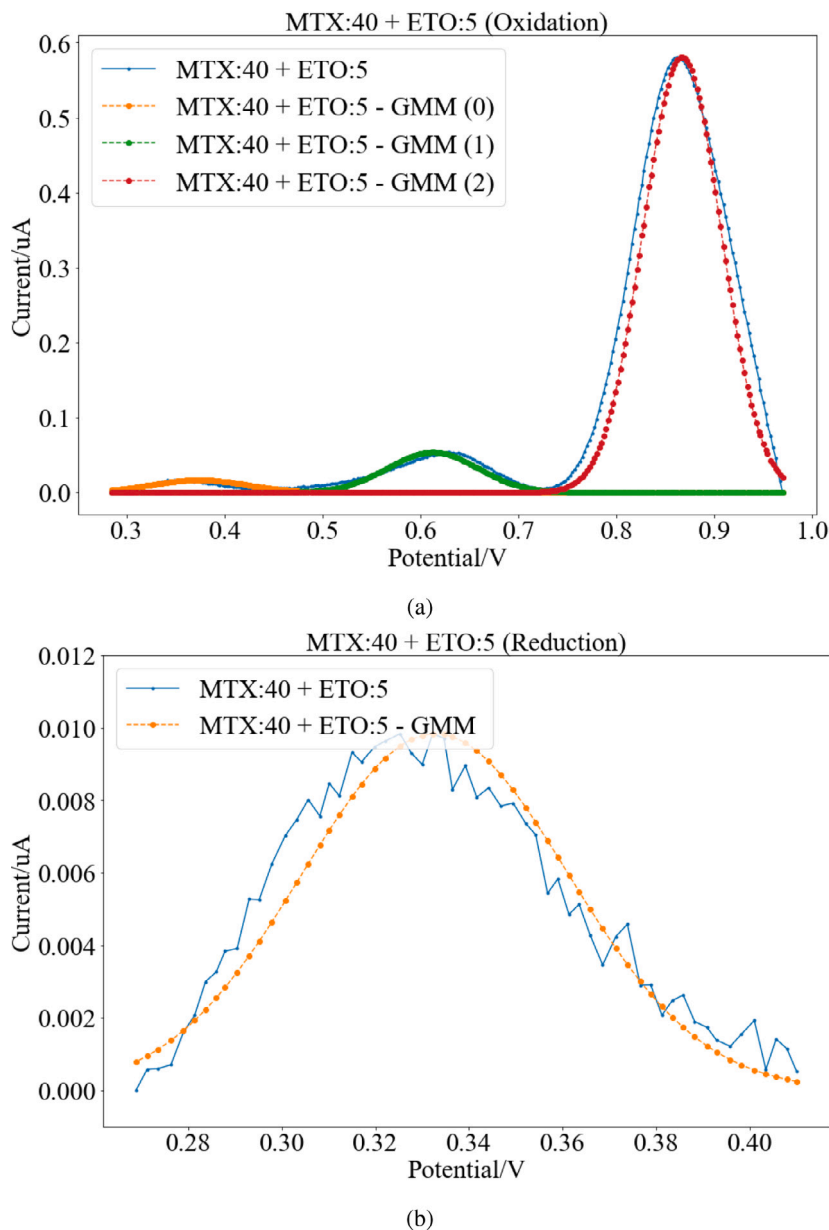 MTX:40 + ETO:5 (Oxidation)
0.6
0.5
0.4
0.3
0.2
0.1
0.0
Current/uA
MTX:40 + ETO:5
MTX:40 + ETO:5 - GMM (0)
MTX:40 + ETO:5 - GMM (1)
MTX:40 + ETO:5 - GMM (2)
0.3 0.4 0.5 0.6 0.7 0.8 0.9 1.0
Potential/V
(a)
MTX:40 + ETO:5 (Reduction)
0.012
0.010
0.008
0.006
0.004
0.002
0.000
Current/uA
MTX:40 + ETO:5
MTX:40 + ETO:5 - GMM
0.28 0.30 0.32 0.34 0.36 0.38 0.40
Potential/V
(b)